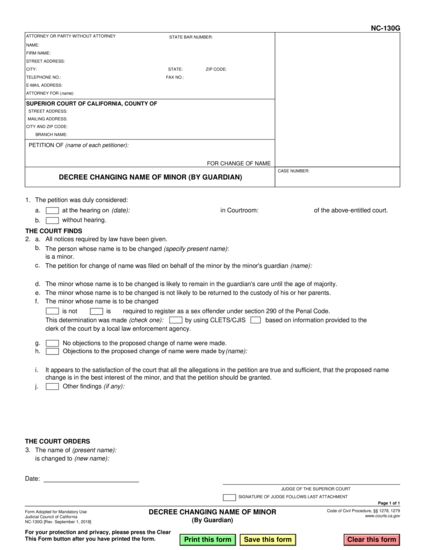 NC-130G
ATTORNEY OR PARTY WITHOUT ATTORNEY
STATE BAR NUMBER:
NAME:
FIRM NAME:
STREET ADDRESS:
CITY: STATE: ZIP CODE:
TELEPHONE NO.: FAX NO.:
E-MAIL ADDRESS:
ATTORNEY FOR (name):
SUPERIOR COURT OF CALIFORNIA, COUNTY OF
STREET ADDRESS:
MAILING ADDRESS:
CITY AND ZIP CODE:
BRANCH NAME:
PETITION OF (name of each petitioner):
FOR CHANGE OF NAME
DECREE CHANGING NAME OF MINOR (BY GUARDIAN)
CASE NUMBER:
1. The petition was duly considered:
a. at the hearing on (date): in Courtroom: of the above-entitled court.
b. without hearing.
THE COURT FINDS
2. a. All notices required by law have been given.
b. The person whose name is to be changed (specify present name):
is a minor.
c. The petition for change of name was filed on behalf of the minor by the minor's guardian (name):
d. The minor whose name is to be changed is likely to remain in the guardian's care until the age of majority.
e. The minor whose name is to be changed is not likely to be returned to the custody of his or her parents.
f. The minor whose name is to be changed
is not is required to register as a sex offender under section 290 of the Penal Code.
This determination was made (check one): by using CLETS/CJIS based on information provided to the
clerk of the court by a local law enforcement agency.
g. No objections to the proposed change of name were made.
h. Objections to the proposed change of name were made by (name):
i. It appears to the satisfaction of the court that all the allegations in the petition are true and sufficient, that the proposed name
change is in the best interest of the minor, and that the petition should be granted.
j. Other findings (if any):
THE COURT ORDERS
3. The name of (present name):
is changed to (new name):
Date:
JUDGE OF THE SUPERIOR COURT
SIGNATURE OF JUDGE FOLLOWS LAST ATTACHMENT
Page 1 of 1
Form Adopted for Mandatory Use
Judicial Council of California
NC-130G [Rev. September 1, 2018]
DECREE CHANGING NAME OF MINOR
(By Guardian)
Code of Civil Procedure, §§ 1278, 1279
www.courts.ca.gov
For your protection and privacy, please press the Clear
This Form button after you have printed the form.
Print this form
Save this form
Clear this form